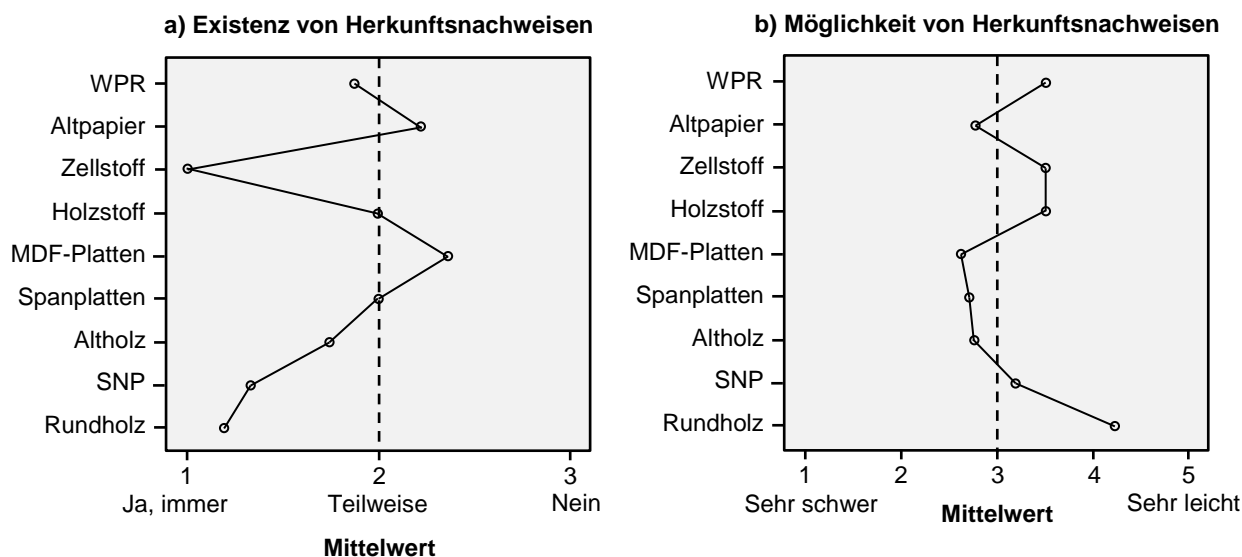 a) Existenz von Herkunftsnachweisen
WPR
Altpapier
Zellstoff
Holzstoff
MDF-Platten
Spanplatten
Altholz
SNP
Rundholz
1 2 3
Ja, immer Teilweise Nein
Mittelwert
b) Möglichkeit von Herkunftsnachweisen
WPR
Altpapier
Zellstoff
Holzstoff
MDF-Platten
Spanplatten
Altholz
SNP
Rundholz
1 2 3 4 5
Sehr schwer Sehr leicht
Mittelwert